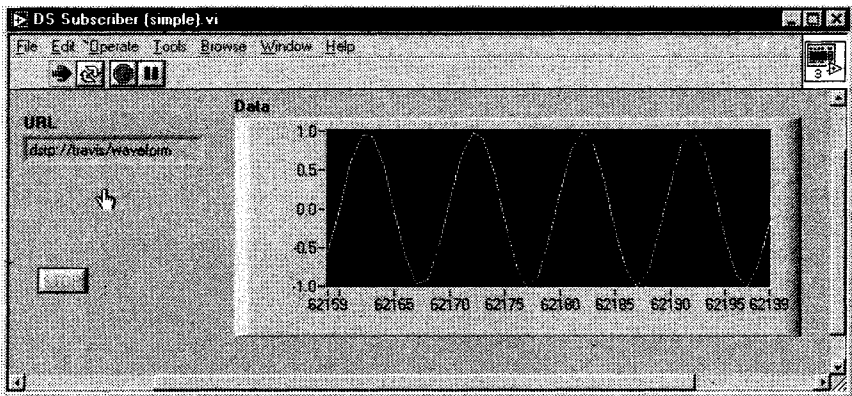 DS Subscriber (simple).vi
File Edit Operate Tools Browse Window Help
3
Data
URL
dstp://travis/waveform
1.0-
0.5-
0.0-
-0.5-
-1.0-
62159 62165 62170 62175 62180 62185 62190 62195 62199